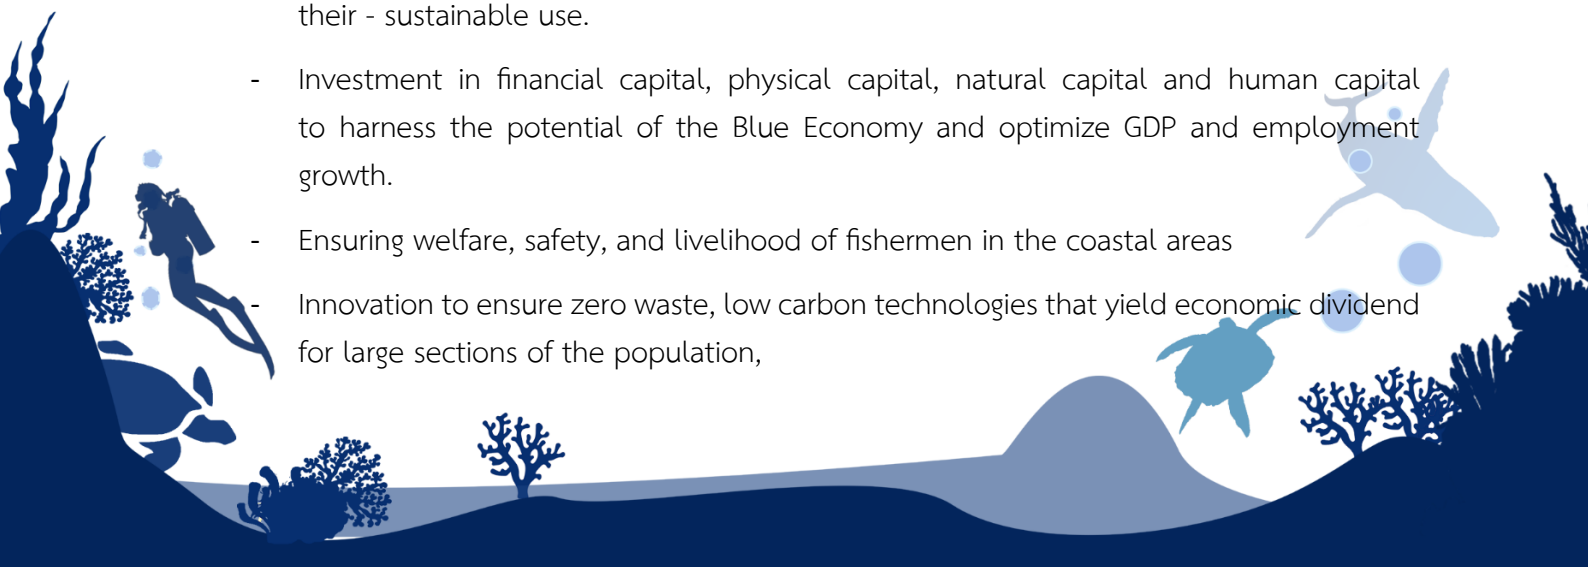 their - sustainable use.
- Investment in financial capital, physical capital, natural capital and human capital
to harness the potential of the Blue Economy and optimize GDP and employment
growth.
- Ensuring welfare, safety, and livelihood of fishermen in the coastal areas
- Innovation to ensure zero waste, low carbon technologies that yield economic dividend
for large sections of the population,